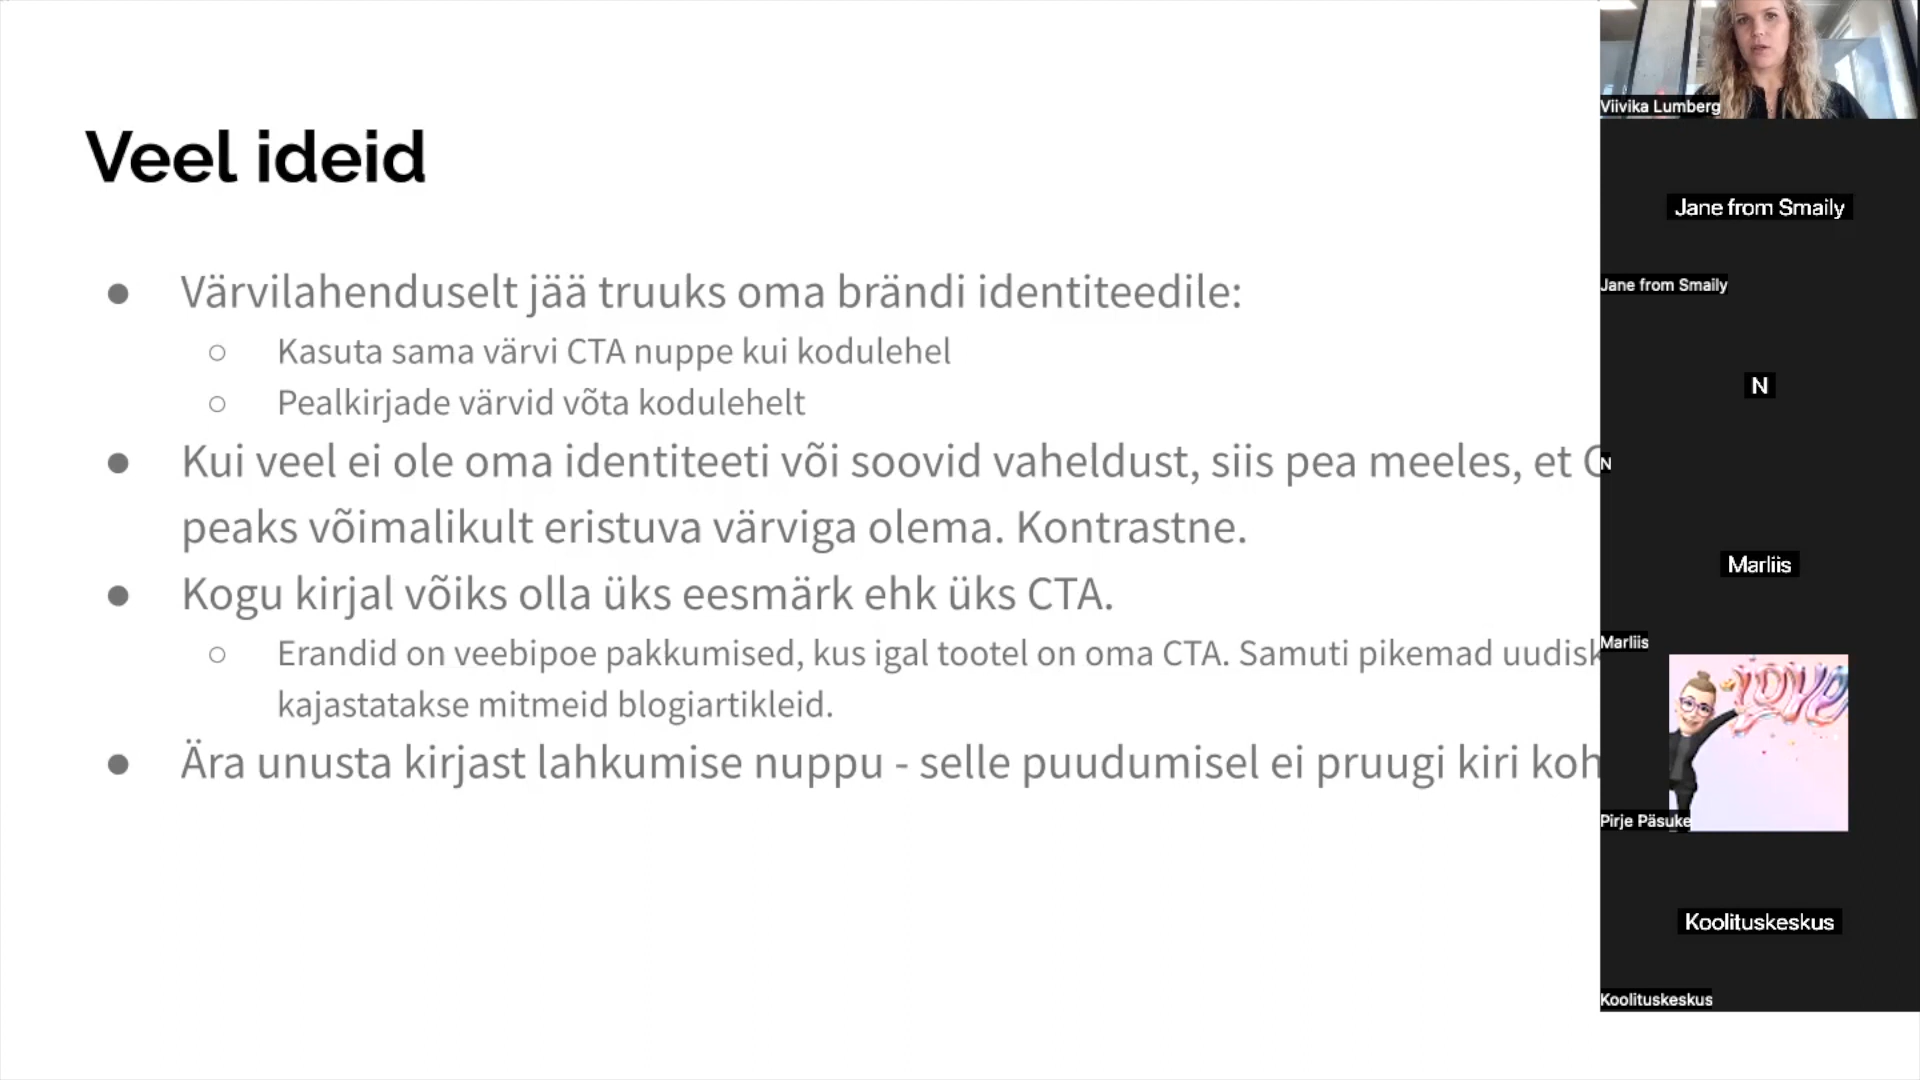 Veel ideid
● Värvilahenduselt jää truuks oma brändi identiteedile:
○ Kasuta sama värvi CTA nuppe kui kodulehel
○ Pealkirjade värvid võta kodulehelt
● Kui veel ei ole oma identiteeti või soovid vaheldust, siis pea meeles, et
peaks võimalikult eristuva värviga olema. Kontrastne.
● Kogu kirjal võiks olla üks eesmärk ehk üks CTA.
○ Erandid on veebipoe pakkumised, kus igal tootel on oma CTA. Samuti pikemad
kajastatakse mitmeid blogiartikleid.
● Ära unusta kirjast lahkumise nuppu - selle puudumisel ei pruugi kiri
Viivika Lumberg
Jane from Smaily
Jane from Smaily
N
N
Marliis
Marliis
Pirje Päsuke
Koolituskeskus
Koolituskeskus